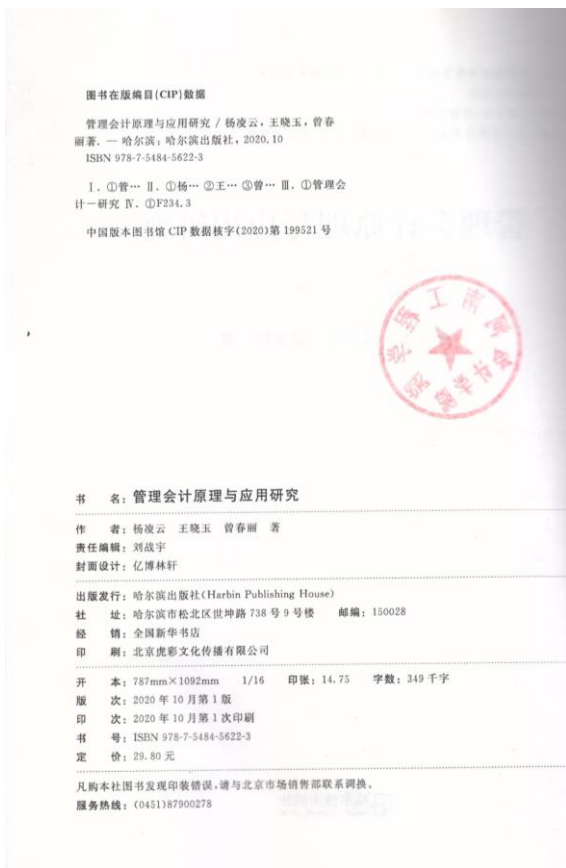 图书在版编目(CIP)数据
管理会计原理与应用研究 / 杨凌云，王晓玉，曾春
丽著. — 哈尔滨：哈尔滨出版社，2020.10
ISBN 978-7-5484-5622-3
Ⅰ. ①管… Ⅱ. ①杨… ②王… ③曾… Ⅲ. ①管理会
计－研究 Ⅳ. ①F234.3
中国版本图书馆 CIP 数据核字(2020)第 199521 号
书 名：管理会计原理与应用研究
作 者：杨凌云 王晓玉 曾春丽 著
责任编辑：刘战宇
封面设计：亿博林轩
出版发行：哈尔滨出版社(Harbin Publishing House)
社 址：哈尔滨市松北区世坤路 738 号 9 号楼 邮编：150028
经 销：全国新华书店
印 刷：北京虎彩文化传播有限公司
开 本：787mm×1092mm 1/16 印张：14.75 字数：349 千字
版 次：2020 年 10 月第 1 版
印 次：2020 年 10 月第 1 次印刷
书 号：ISBN 978-7-5484-5622-3
定 价：29.80 元
凡购本社图书发现印装错误，请与北京市场销售部联系调换。
服务热线：(0451)87900278